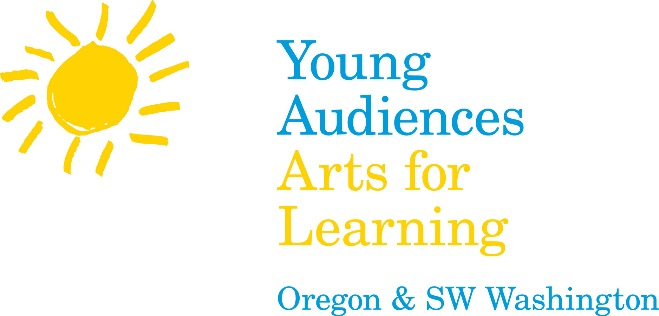 Young
Audiences
Arts for
Learning
Oregon & SW Washington